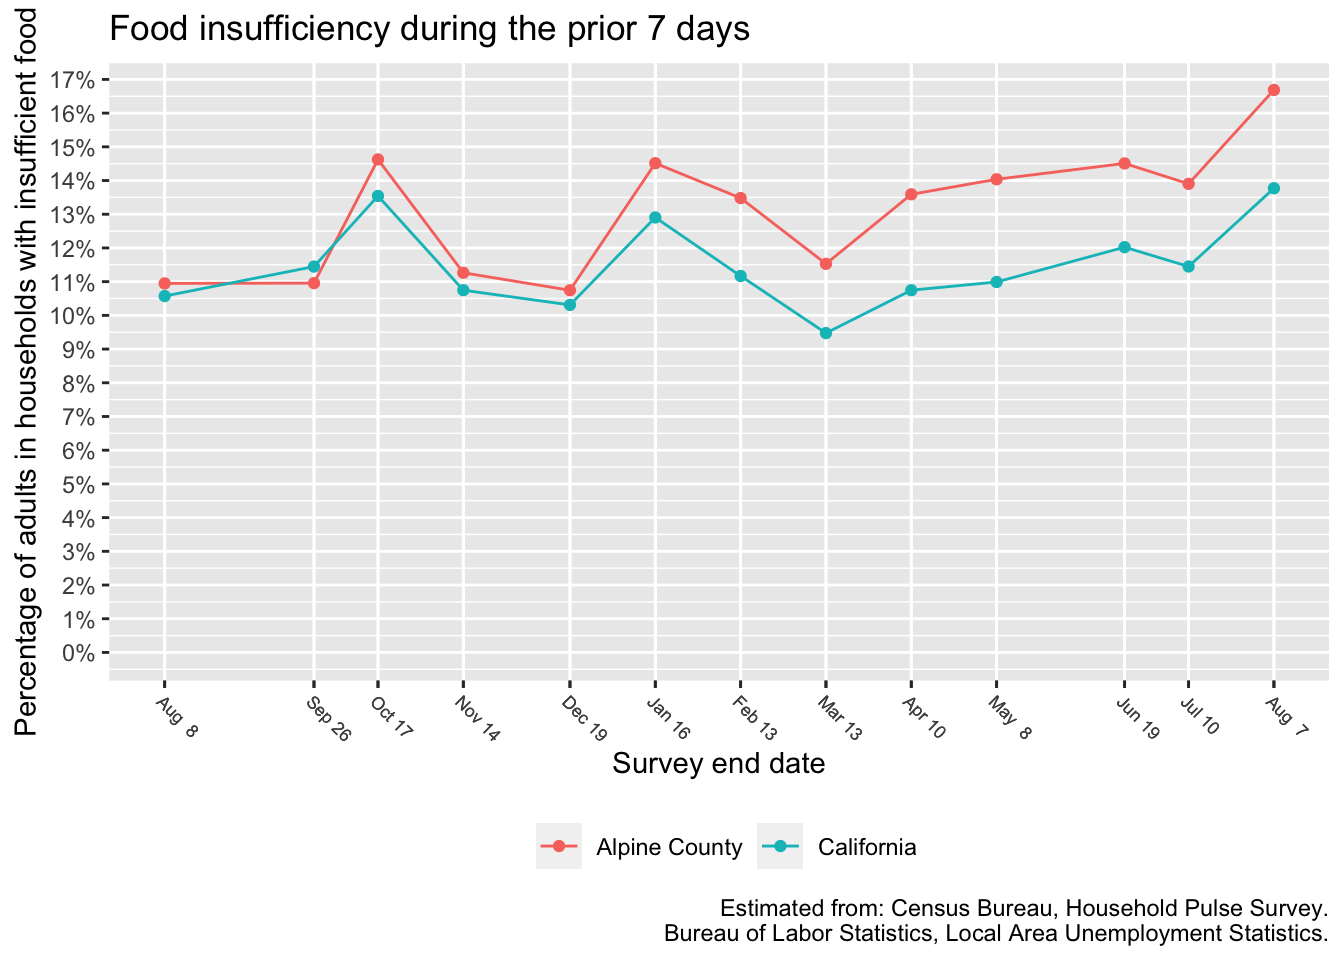 Food insufficiency during the prior 7 days
Percentage of adults in households with insufficient food
17%
16%
15%
14%
13%
12%
11%
10%
9%
8%
7%
6%
5%
4%
3%
2%
1%
0%
Aug 8
Sep 26
Oct 17
Nov 14
Dec 19
Jan 16
Feb 13
Mar 13
Apr 10
May 8
Jun 19
Jul 10
Aug 7
Survey end date
Alpine County
California
Estimated from: Census Bureau, Household Pulse Survey.
Bureau of Labor Statistics, Local Area Unemployment Statistics.